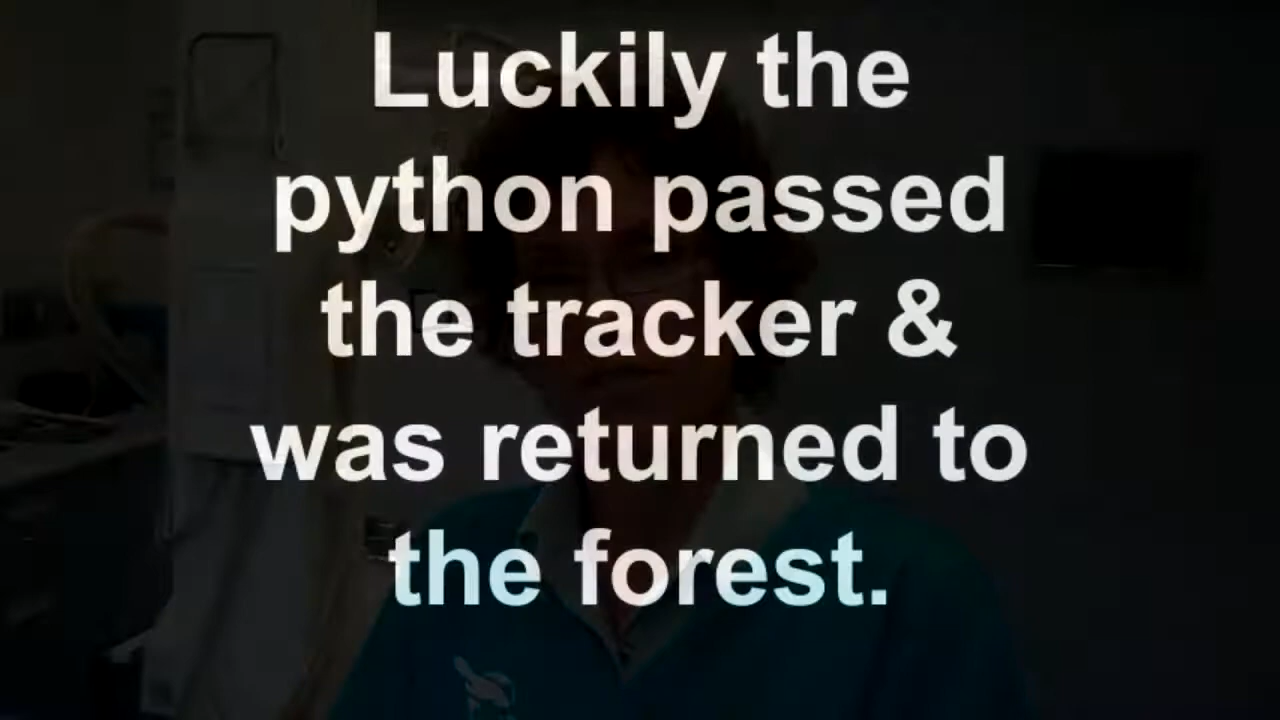 Luckily the
python passed
the tracker &
was returned to
the forest.